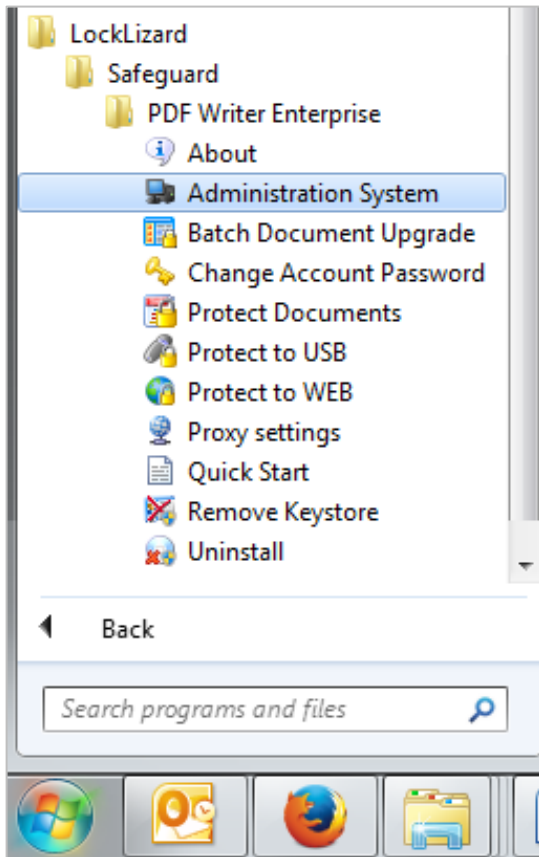 LockLizard
Safeguard
PDF Writer Enterprise
About
Administration System
Batch Document Upgrade
Change Account Password
Protect Documents
Protect to USB
Protect to WEB
Proxy settings
Quick Start
Remove Keystore
Uninstall
Back
Search programs and files